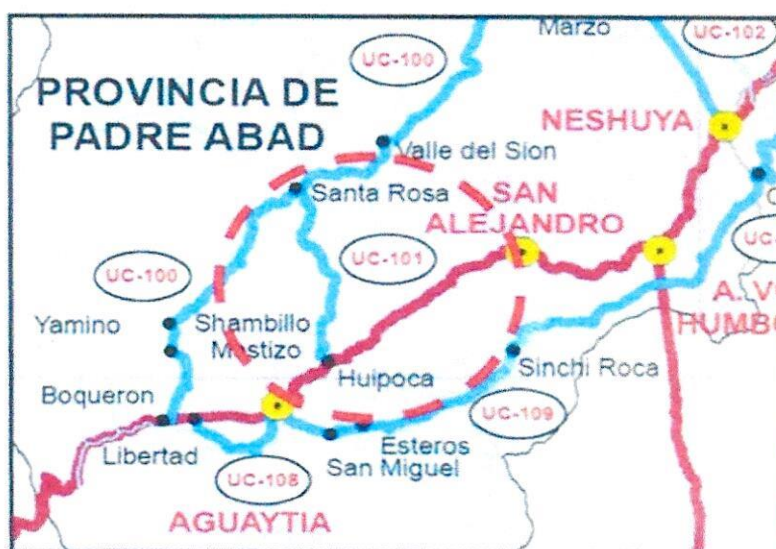 Marzo
UC-102
UC-100
PROVINCIA DE
PADRE ABAD
NESHUYA
Valle del Sion
Santa Rosa
SAN
ALEJANDRO
UC-100
UC-101
Yamino
Shambillo
Mestizo
Huipoca
Sinchi Roca
Boqueron
UC-109
Libertad
Esteros
San Miguel
UC-108
AGUAYTIA